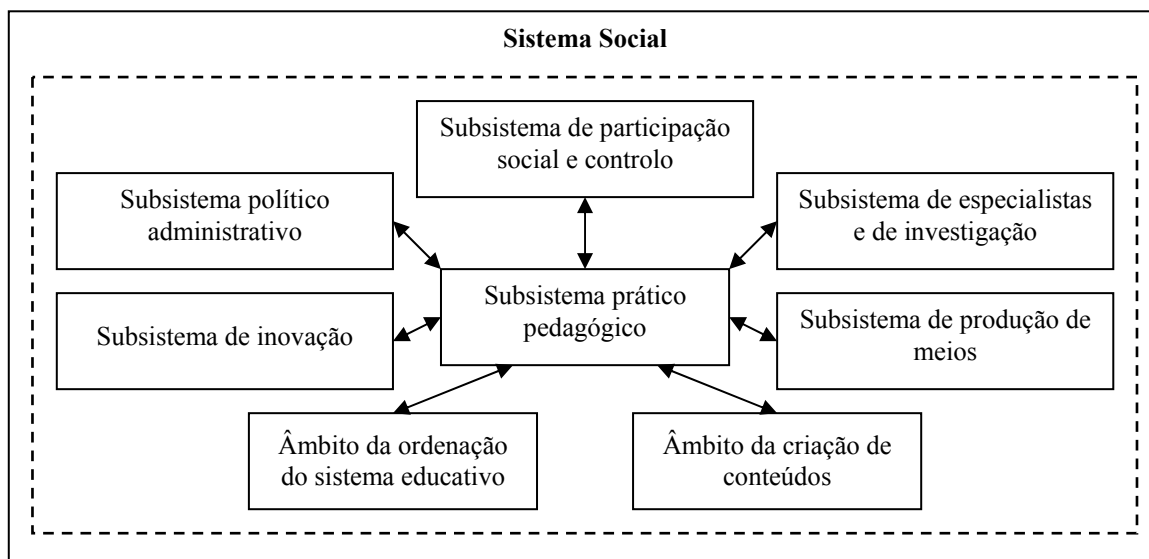 Sistema Social
Subsistema de participação
social e controlo
Subsistema político
administrativo
Subsistema de especialistas
e de investigação
Subsistema prático
pedagógico
Subsistema de inovação
Subsistema de produção de
meios
Âmbito da ordenação
do sistema educativo
Âmbito da criação de
conteúdos